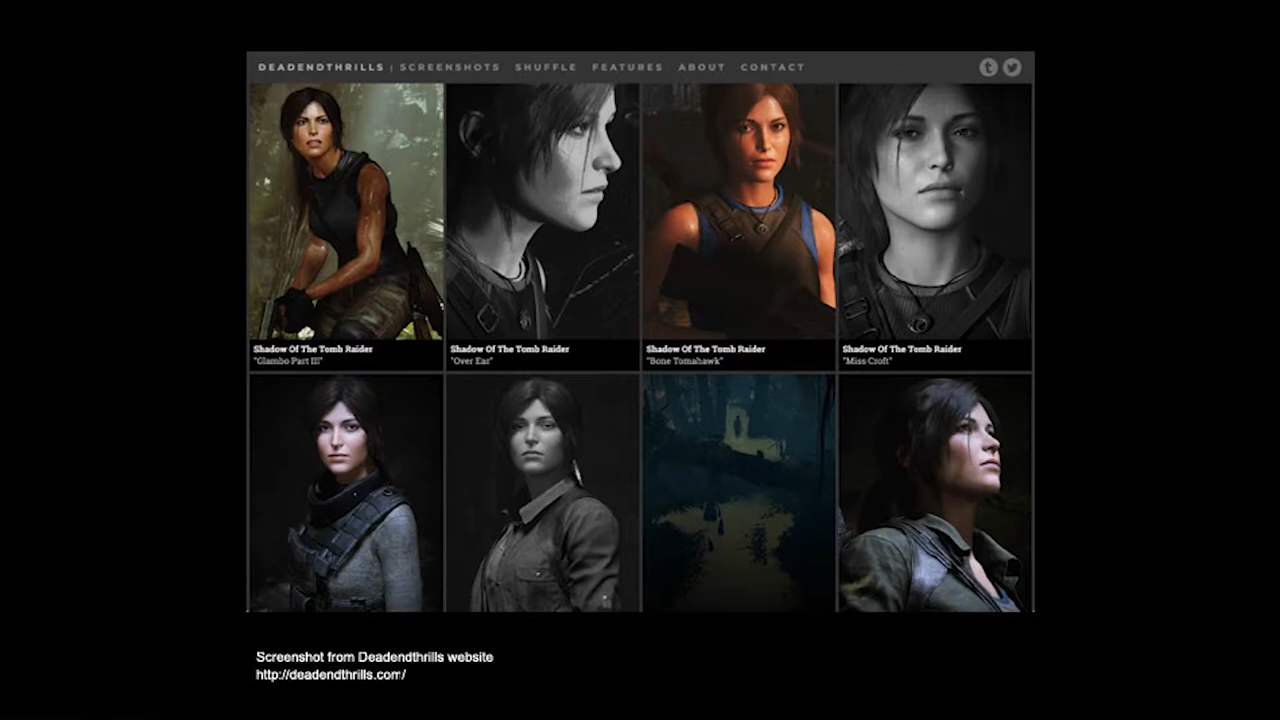 DEADENDTHRILLS | SCREENSHOTS SHUFFLE FEATURES ABOUT CONTACT
Shadow Of The Tomb Raider
"Glambo Part III"
Shadow Of The Tomb Raider
"Over Ear"
Shadow Of The Tomb Raider
"Bone Tomahawk"
Shadow Of The Tomb Raider
"Miss Croft"
Screenshot from Deadendthrills website
http://deadendthrills.com/